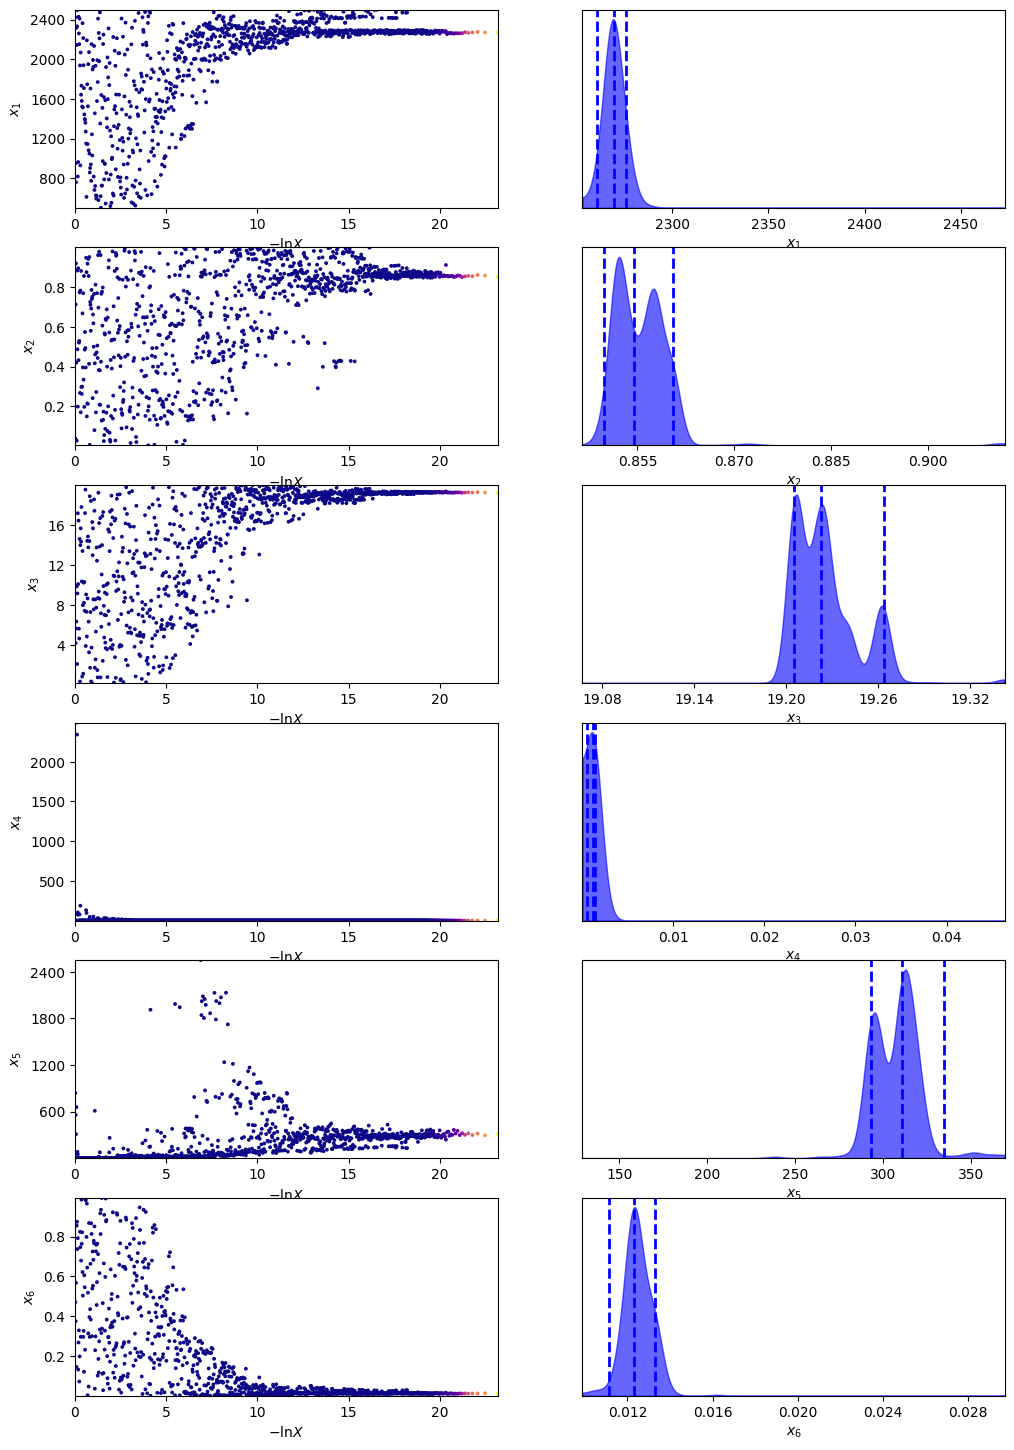 2400
2000
1600
1200
800
x₁
0 5 10 15 20
−lnX
2300 2350 2400 2450
x₁
0.8
0.6
0.4
0.2
x₂
0 5 10 15 20
−lnX
0.855 0.870 0.885 0.900
x₂
16
12
8
4
x₃
0 5 10 15 20
−lnX
19.08 19.14 19.20 19.26 19.32
x₃
2000
1500
1000
500
x₄
0 5 10 15 20
−lnX
0.01 0.02 0.03 0.04
x₄
2400
1800
1200
600
x₅
0 5 10 15 20
−lnX
150 200 250 300 350
x₅
0.8
0.6
0.4
0.2
x₆
0 5 10 15 20
−lnX
0.012 0.016 0.020 0.024 0.028
x₆